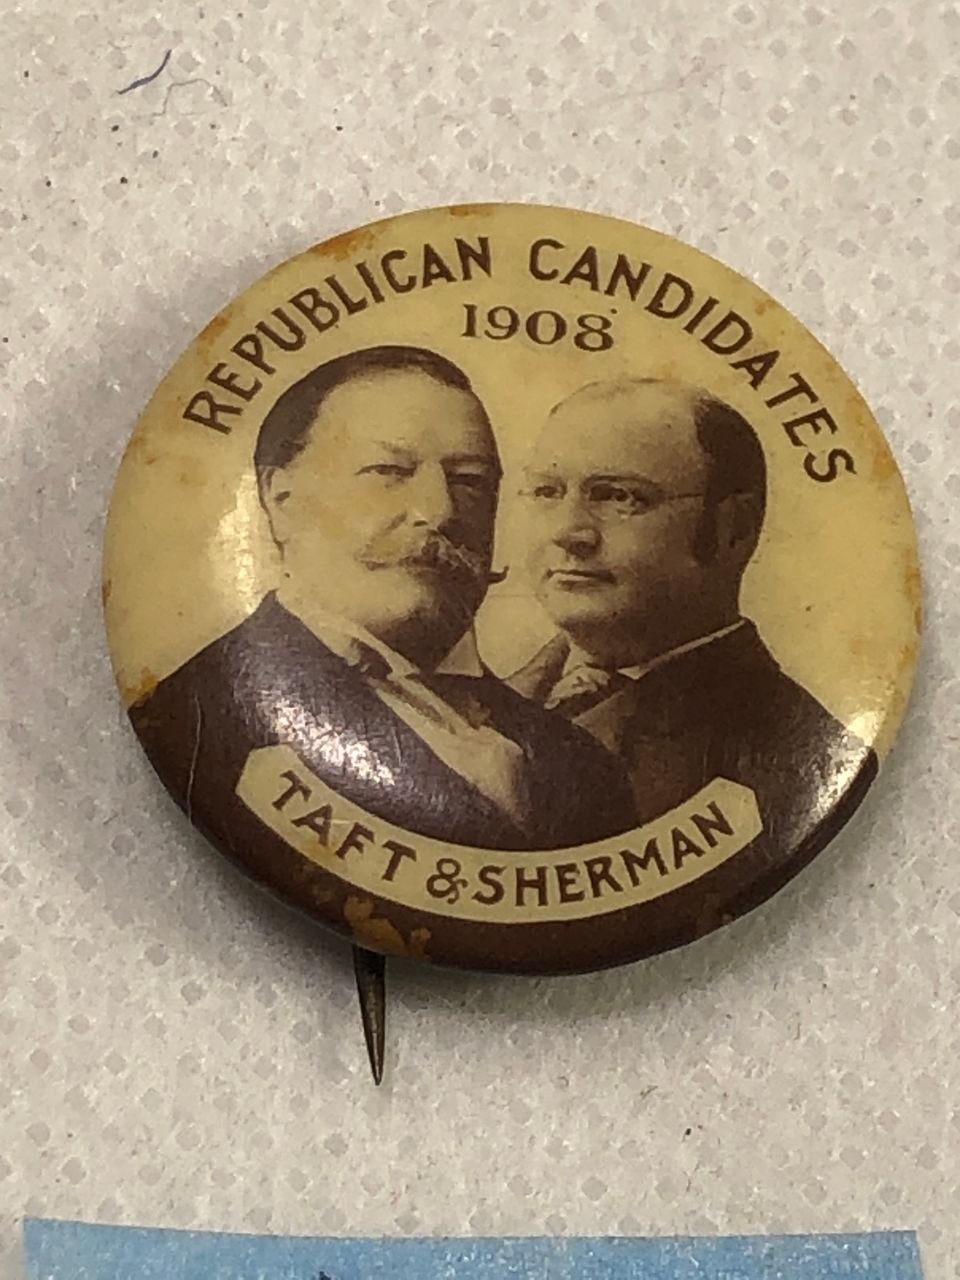 REPUBLICAN CANDIDATES
1908
TAFT & SHERMAN